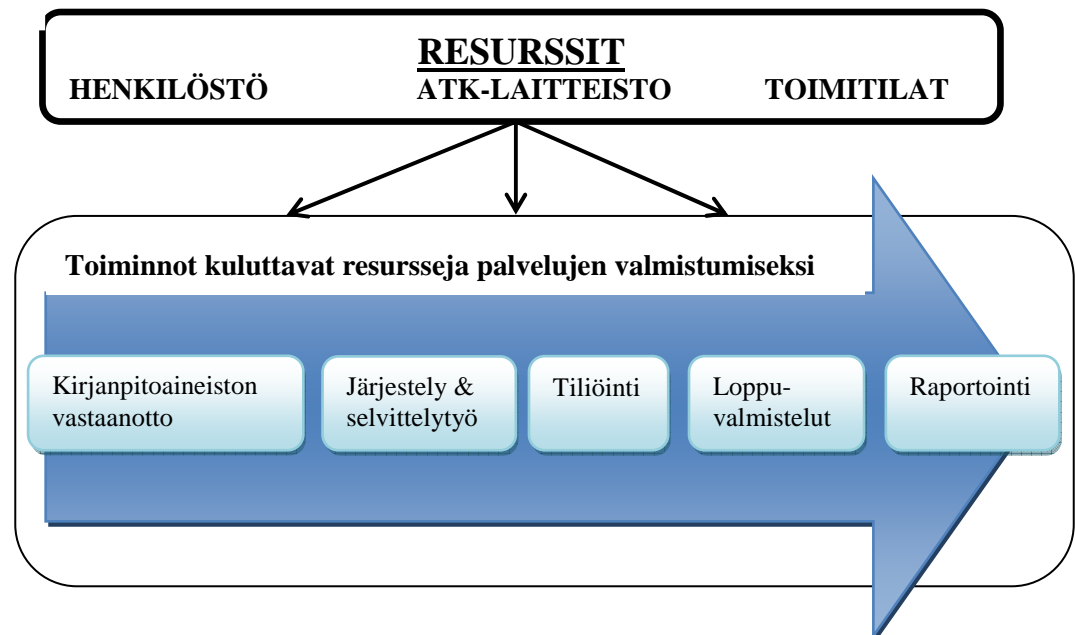 RESURSSIT
HENKILÖSTÖ ATK-LAITTEISTO TOIMITILAT
Toiminnot kuluttavat resursseja palvelujen valmistumiseksi
Kirjanpitoaineiston
vastaanotto
Järjestely &
selvittelytyö
Tiliöinti
Loppu-
valmistelut
Raportointi